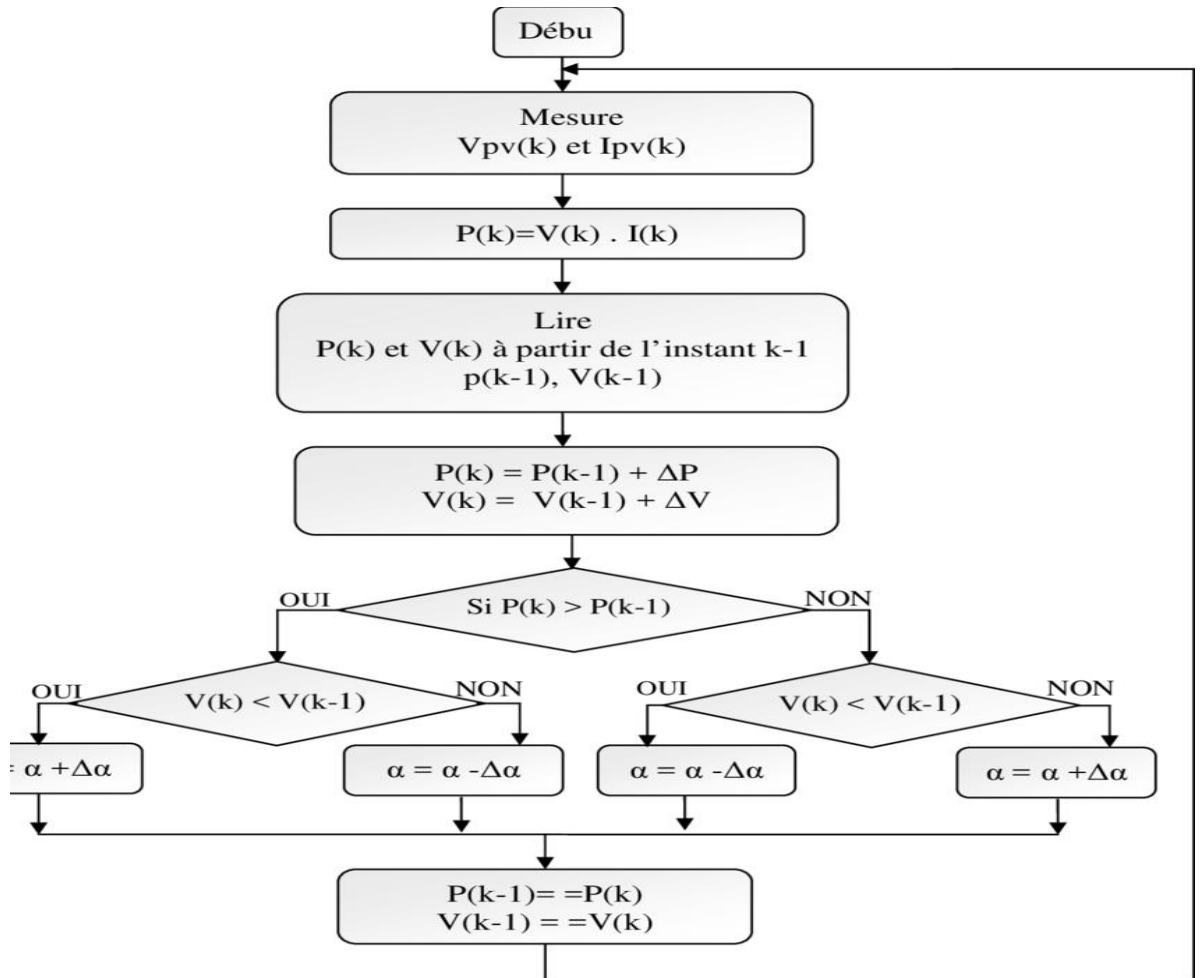 Débu
Mesure
Vpv(k) et Ipv(k)
P(k)=V(k) . I(k)
Lire
P(k) et V(k) à partir de l’instant k-1
p(k-1), V(k-1)
P(k) = P(k-1) + ΔP
V(k) = V(k-1) + ΔV
OUI
Si P(k) > P(k-1)
NON
OUI
V(k) < V(k-1)
NON
OUI
V(k) < V(k-1)
NON
= α +Δα
α = α -Δα
α = α -Δα
α = α +Δα
P(k-1)= =P(k)
V(k-1) = =V(k)